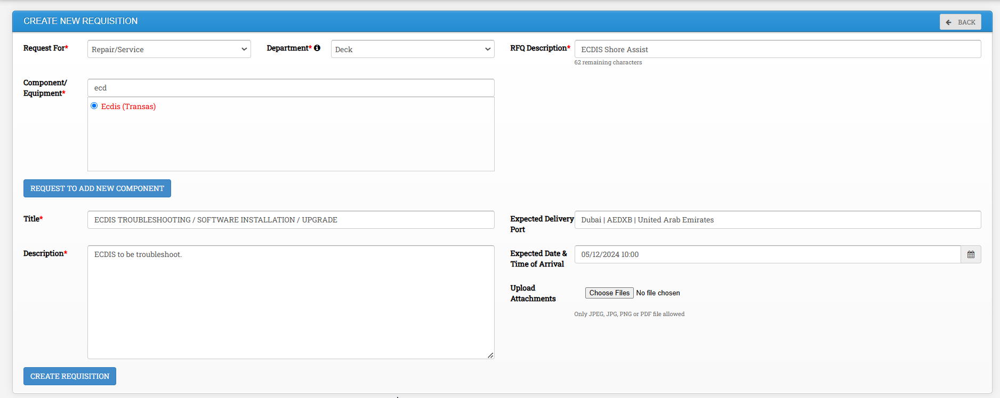 CREATE NEW REQUISITION
BACK
Request For*
Repair/Service
Department*
Deck
RFQ Description*
ECDIS Shore Assist
62 remaining characters
Component/
Equipment*
ecd
Ecdis (Transas)
REQUEST TO ADD NEW COMPONENT
Title*
ECDIS TROUBLESHOOTING / SOFTWARE INSTALLATION / UPGRADE
Expected Delivery
Port
Dubai | AEDXB | United Arab Emirates
Description*
ECDIS to be troubleshoot.
Expected Date &
Time of Arrival
05/12/2024 10:00
Upload
Attachments
Choose Files No file chosen
Only JPEG, JPG, PNG or PDF file allowed
CREATE REQUISITION